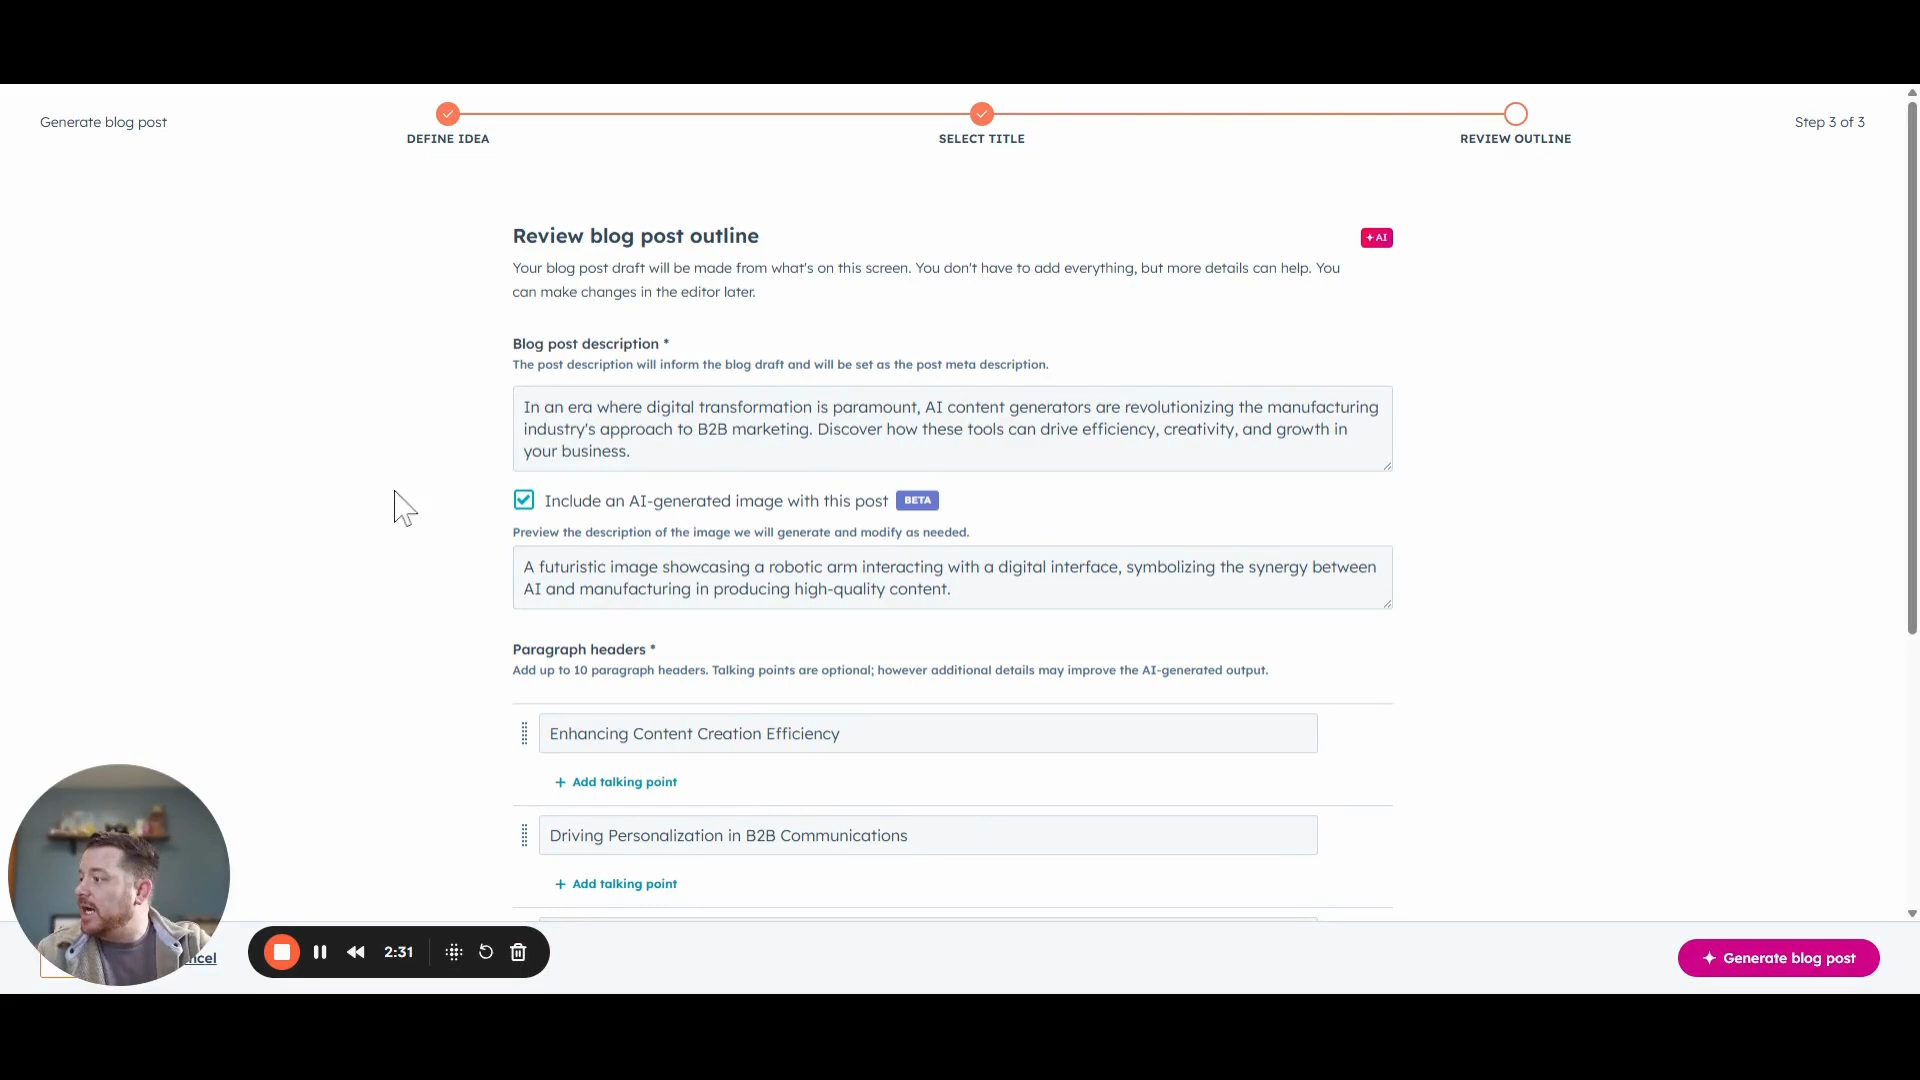 Generate blog post
DEFINE IDEA
SELECT TITLE
REVIEW OUTLINE
Step 3 of 3
Review blog post outline
AI
Your blog post draft will be made from what's on this screen. You don't have to add everything, but more details can help. You
can make changes in the editor later.
Blog post description *
The post description will inform the blog draft and will be set as the post meta description.
In an era where digital transformation is paramount, AI content generators are revolutionizing the manufacturing
industry's approach to B2B marketing. Discover how these tools can drive efficiency, creativity, and growth in
your business.
Include an AI-generated image with this post BETA
Preview the description of the image we will generate and modify as needed.
A futuristic image showcasing a robotic arm interacting with a digital interface, symbolizing the synergy between
AI and manufacturing in producing high-quality content.
Paragraph headers *
Add up to 10 paragraph headers. Talking points are optional; however additional details may improve the AI-generated output.
Enhancing Content Creation Efficiency
+ Add talking point
Driving Personalization in B2B Communications
+ Add talking point
ncel
2:31
Generate blog post